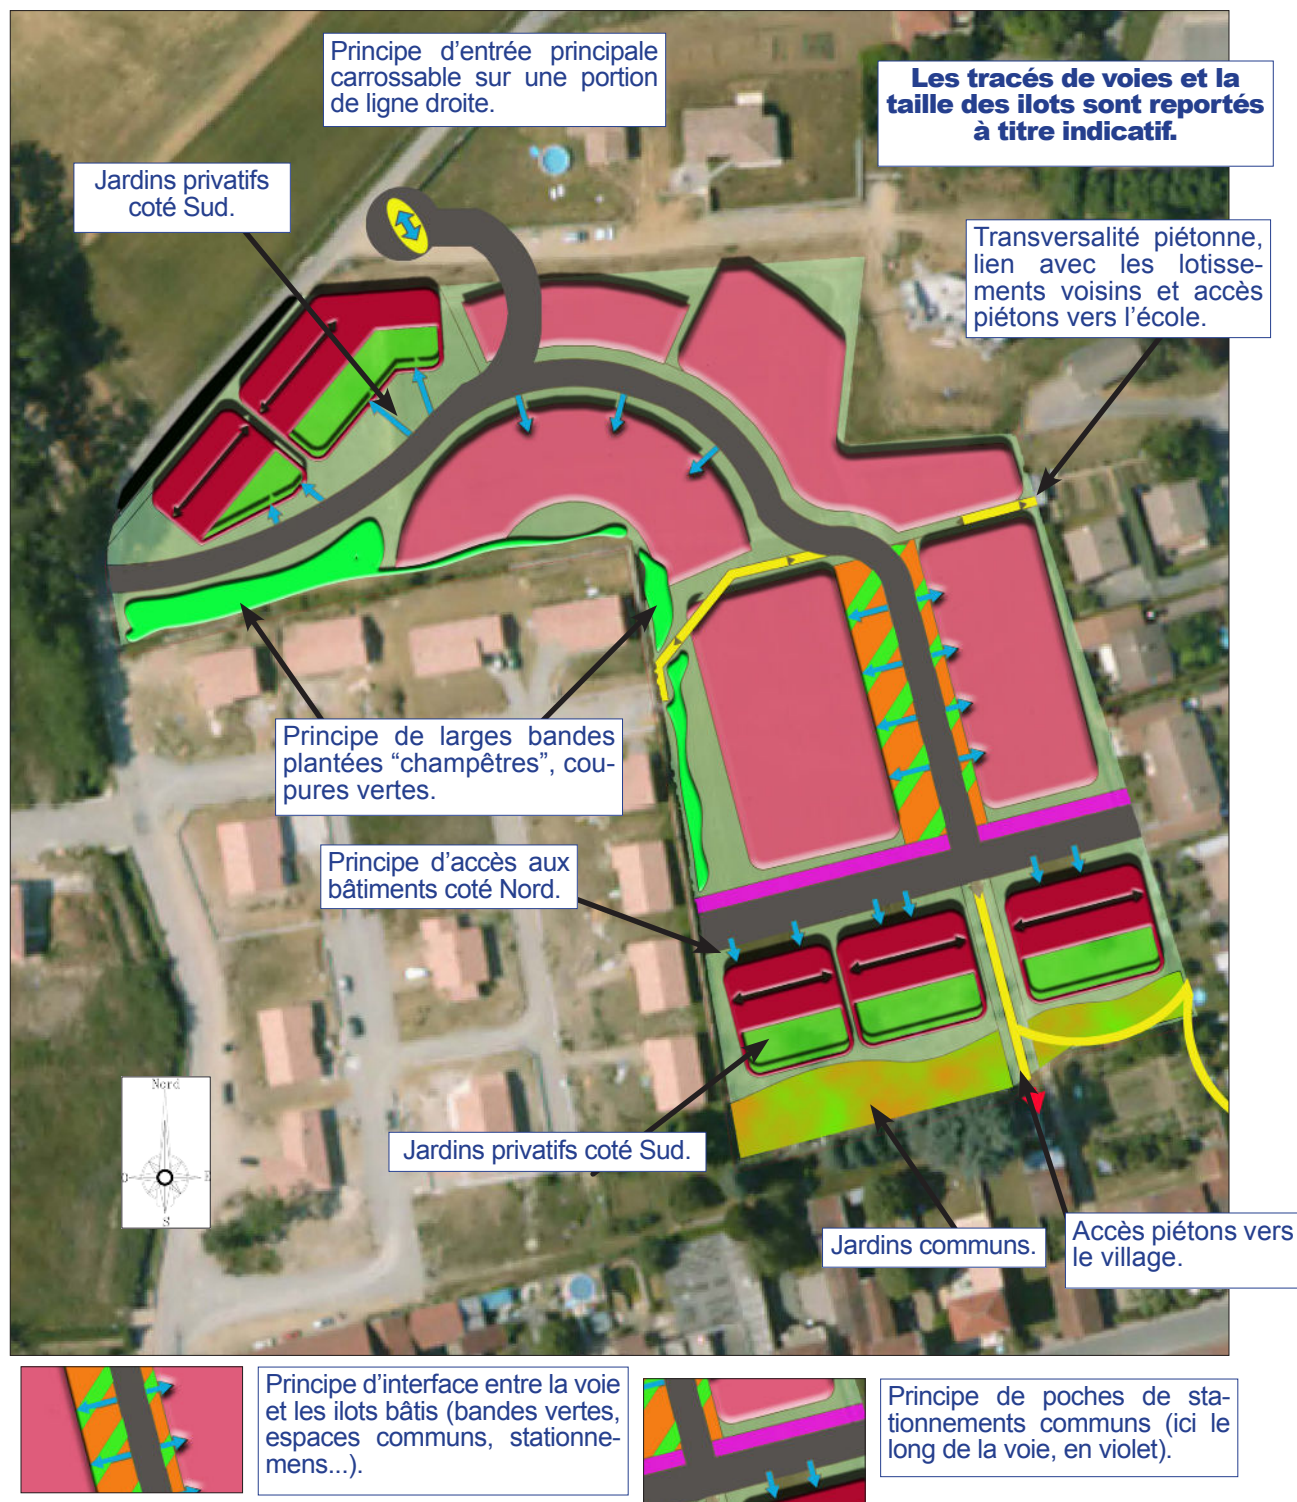 Principe d'entrée principale
carrossable sur une portion
de ligne droite.
Les tracés de voies et la
taille des ilots sont reportés
à titre indicatif.
Jardins privatifs
coté Sud.
Transversalité piétonne,
lien avec les lotisse-
ments voisins et accès
piétons vers l'école.
Principe de larges bandes
plantées “champêtres”, cou-
pures vertes.
Principe d'accès aux
bâtiments coté Nord.
Nord
O
E
S
Jardins privatifs coté Sud.
Jardins communs.
Accès piétons vers
le village.
Principe d'interface entre la voie
et les ilots bâtis (bandes vertes,
espaces communs, stationne-
mens...).
Principe de poches de sta-
tionnements communs (ici le
long de la voie, en violet).